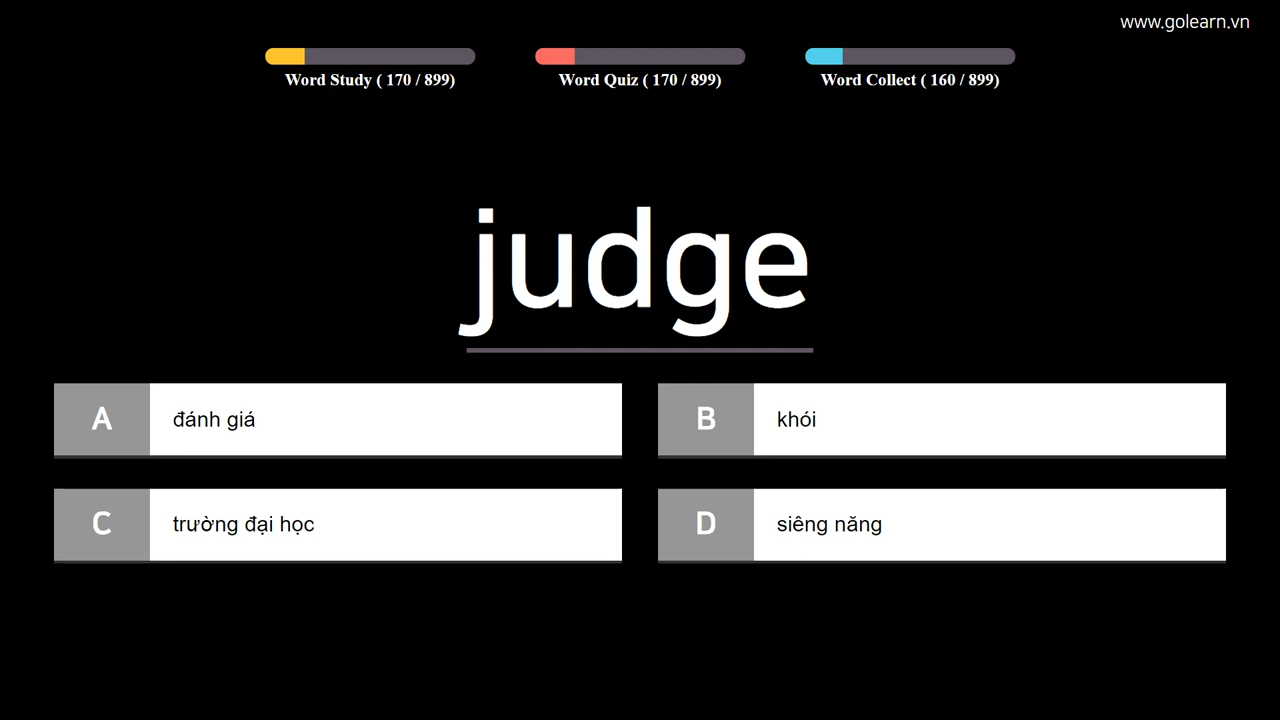 www.golearn.vn
Word Study ( 170 / 899)
Word Quiz ( 170 / 899)
Word Collect ( 160 / 899)
judge
A đánh giá
B khói
C trường đại học
D siêng năng